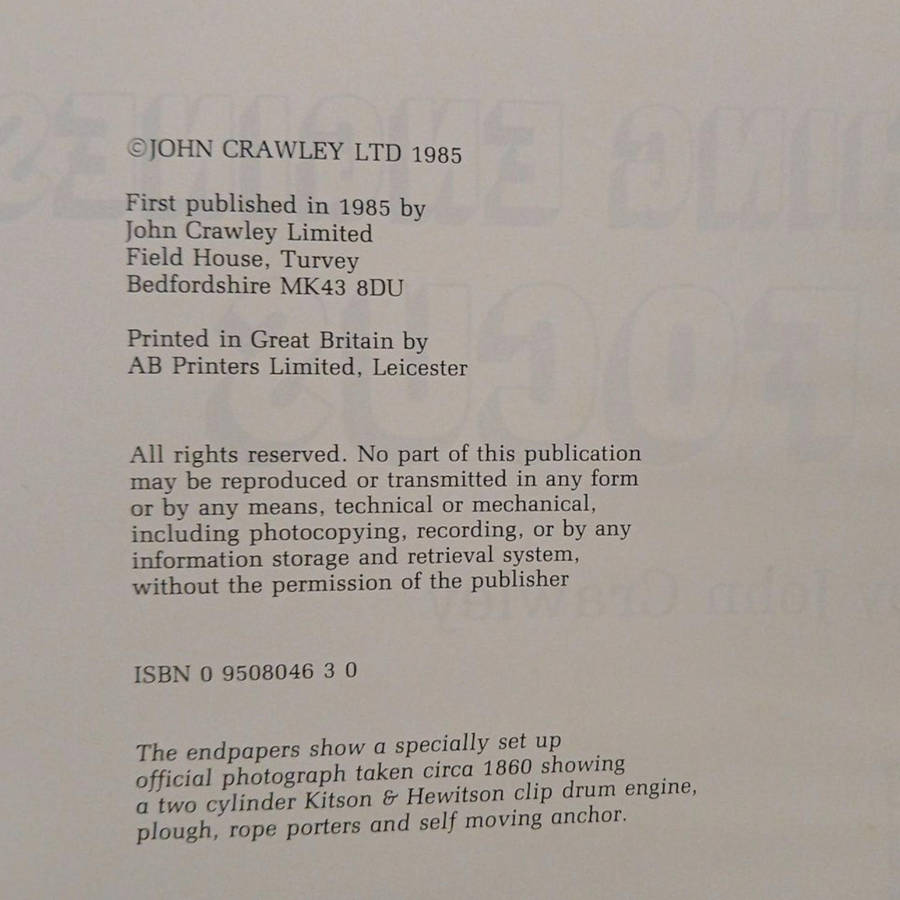 ©JOHN CRAWLEY LTD 1985
First published in 1985 by
John Crawley Limited
Field House, Turvey
Bedfordshire MK43 8DU
Printed in Great Britain by
AB Printers Limited, Leicester
All rights reserved. No part of this publication
may be reproduced or transmitted in any form
or by any means, technical or mechanical,
including photocopying, recording, or by any
information storage and retrieval system,
without the permission of the publisher
ISBN 0 9508046 3 0
The endpapers show a specially set up
official photograph taken circa 1860 showing
a two cylinder Kitson & Hewitson clip drum engine,
plough, rope porters and self moving anchor.